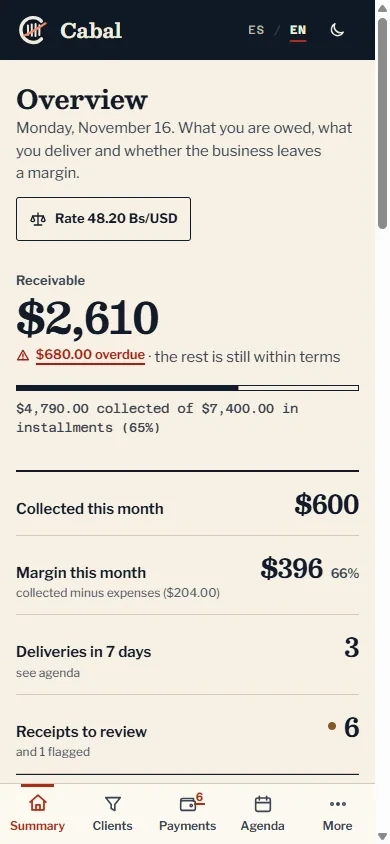 Cabal
ES / EN
Overview
Monday, November 16. What you are owed, what
you deliver and whether the business leaves
a margin.
Rate 48.20 Bs/USD
Receivable
$2,610
$680.00 overdue · the rest is still within terms
$4,790.00 collected of $7,400.00 in
installments (65%)
Collected this month $600
Margin this month $396 66%
collected minus expenses ($204.00)
Deliveries in 7 days 3
see agenda
Receipts to review 6
and 1 flagged
6
Summary Clients Payments Agenda More